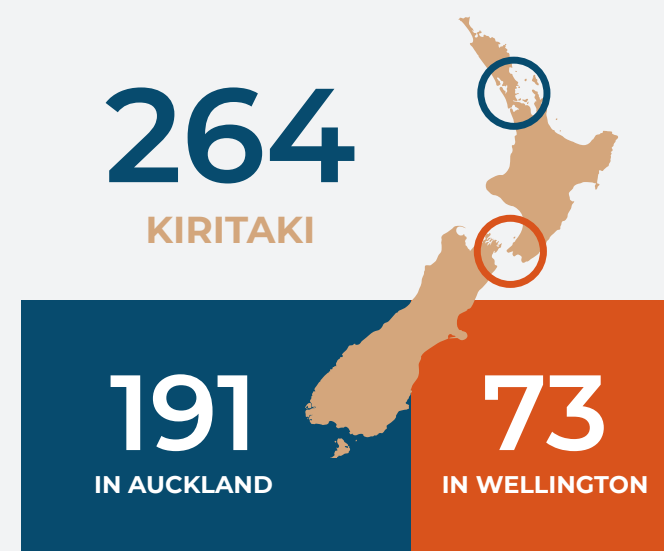 264
KIRITAKI
191
IN AUCKLAND
73
IN WELLINGTON